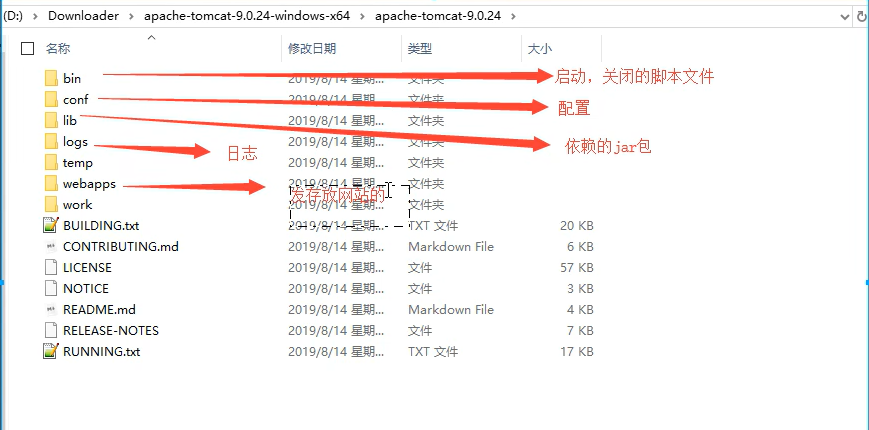 (D:) > Downloader > apache-tomcat-9.0.24-windows-x64 > apache-tomcat-9.0.24 >
名称 修改日期 类型 大小
bin 2019/8/14 星期... 文件夹 启动，关闭的脚本文件
conf 2019/8/14 星期... 文件夹 配置
lib 2019/8/14 星期... 文件夹
logs 2019/8/14 星期... 文件夹 依赖的jar包
日志
temp 2019/8/14 星期... 文件夹
webapps 2019/8/14 星期... 文件夹
发存放网站的
work 2019/8/14 星期... 文件夹
BUILDING.txt 2019/8/14 星期... TXT 文件 20 KB
CONTRIBUTING.md 2019/8/14 星期... Markdown File 6 KB
LICENSE 2019/8/14 星期... 文件 57 KB
NOTICE 2019/8/14 星期... 文件 3 KB
README.md 2019/8/14 星期... Markdown File 4 KB
RELEASE-NOTES 2019/8/14 星期... 文件 7 KB
RUNNING.txt 2019/8/14 星期... TXT 文件 17 KB